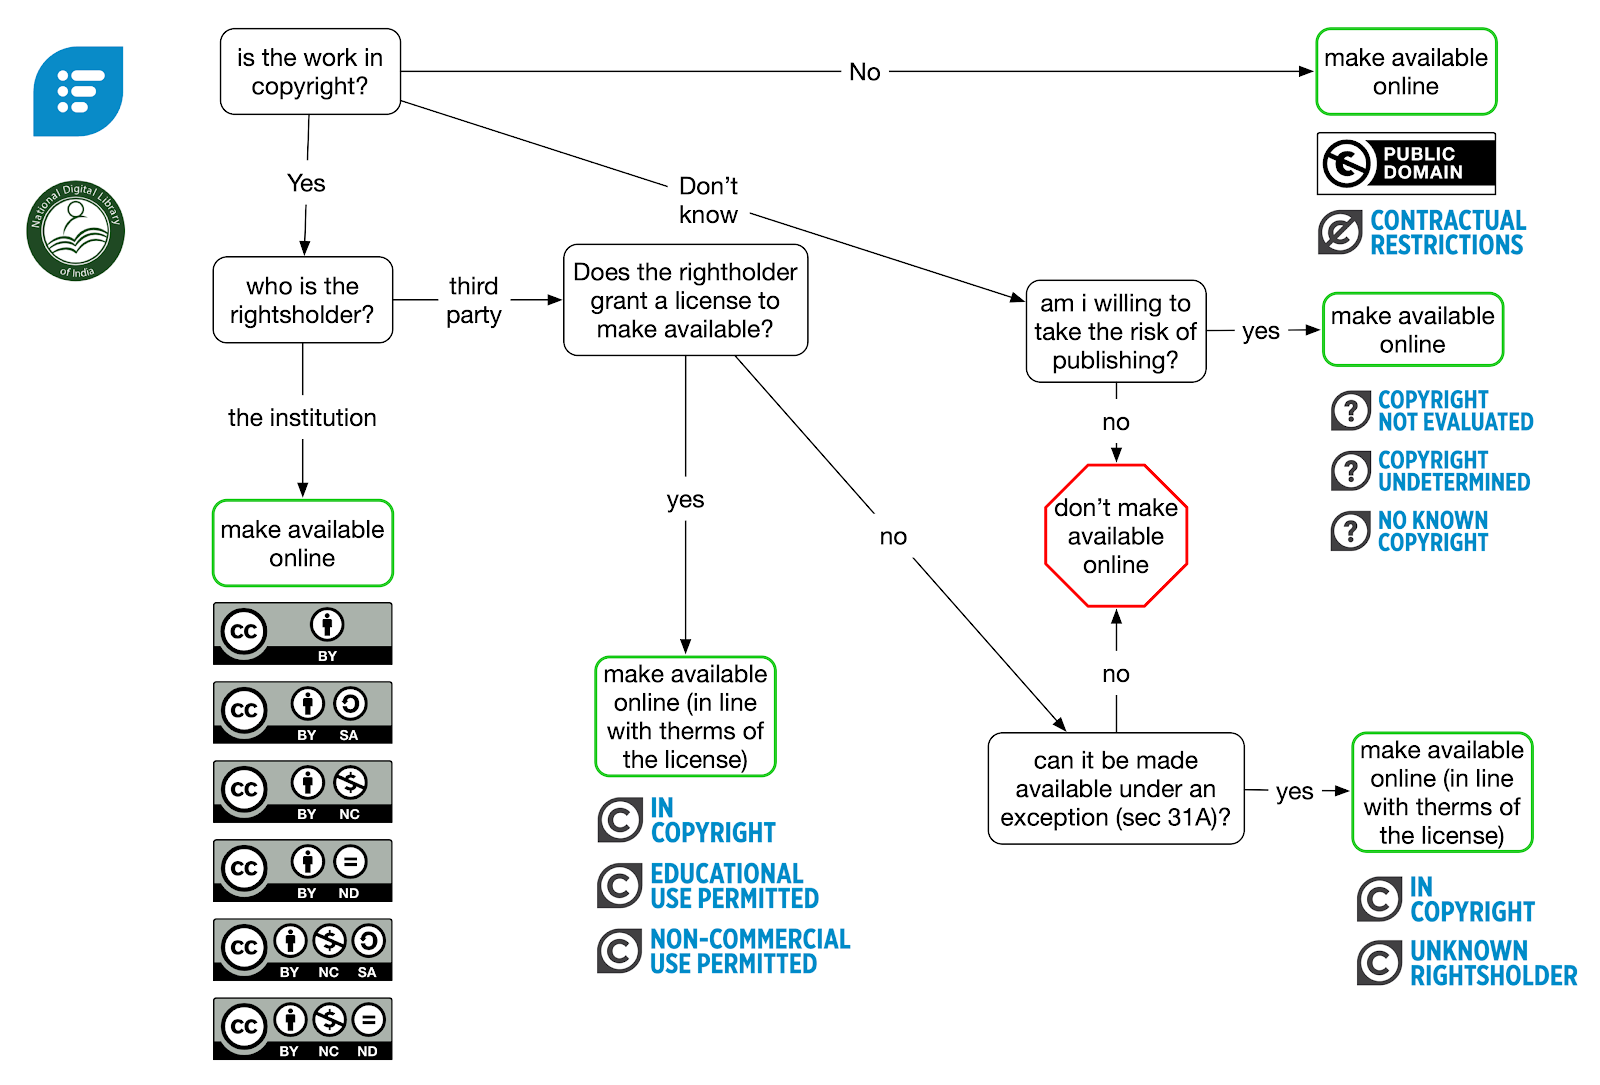 is the work in
copyright?
No
make available
online
PUBLIC
DOMAIN
CONTRACTUAL
RESTRICTIONS
National Digital Library
of India
Yes
Don't
know
who is the
rightsholder?
third
party
Does the rightholder
grant a license to
make available?
am i willing to
take the risk of
publishing?
yes
make available
online
COPYRIGHT
NOT EVALUATED
COPYRIGHT
UNDETERMINED
NO KNOWN
COPYRIGHT
no
don't make
available
online
the institution
make available
online
cc
BY
cc
BY SA
cc
BY NC
cc
BY ND
cc
BY NC SA
cc
BY NC ND
yes
make available
online (in line
with therms of
the license)
IN
COPYRIGHT
EDUCATIONAL
USE PERMITTED
NON-COMMERCIAL
USE PERMITTED
no
no
can it be made
available under an
exception (sec 31A)?
yes
make available
online (in line
with therms of
the license)
IN
COPYRIGHT
UNKNOWN
RIGHTSHOLDER